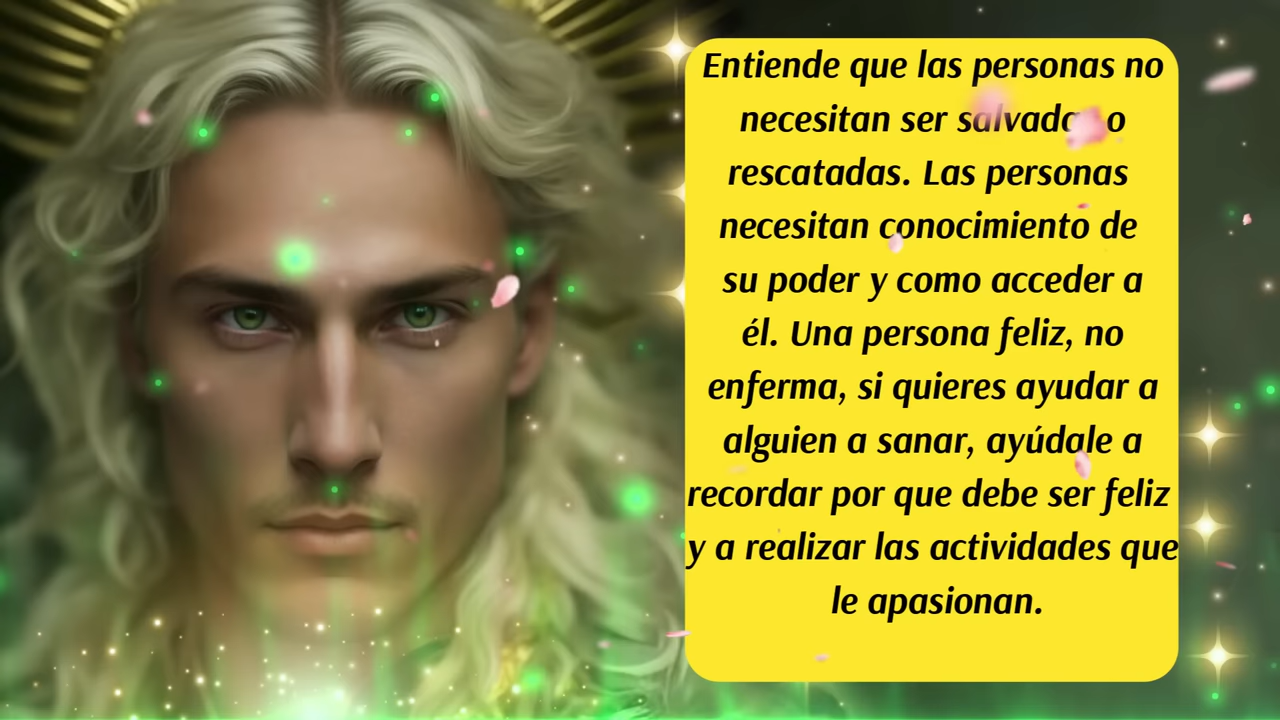 Entiende que las personas no
necesitan ser salvadas o
rescatadas. Las personas
necesitan conocimiento de
su poder y como acceder a
él. Una persona feliz, no
enferma, si quieres ayudar a
alguien a sanar, ayúdale a
recordar por que debe ser feliz
y a realizar las actividades que
le apasionan.